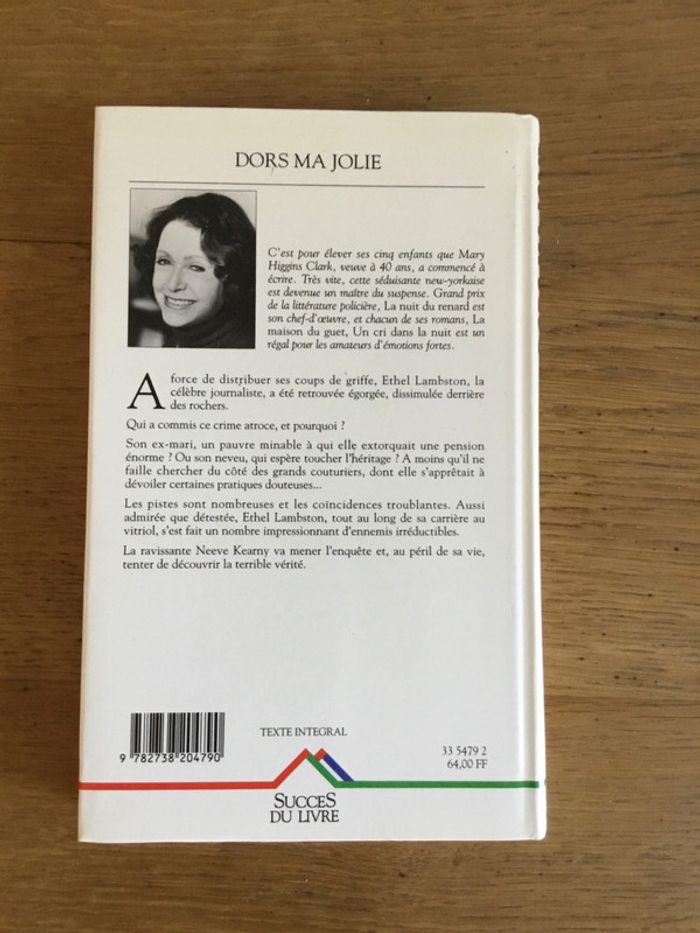 DORS MA JOLIE
C'est pour élever ses cinq enfants que Mary
Higgins Clark, veuve à 40 ans, a commencé à
écrire. Très vite, cette séduisante new-yorkaise
est devenue un maître du suspense. Grand prix
de la littérature policière, La nuit du renard est
son chef-d'œuvre, et chacun de ses romans, La
maison du guet, Un cri dans la nuit est un
régal pour les amateurs d'émotions fortes.
A force de distribuer ses coups de griffe, Ethel Lambston, la
célèbre journaliste, a été retrouvée égorgée, dissimulée derrière
des rochers.
Qui a commis ce crime atroce, et pourquoi ?
Son ex-mari, un pauvre minable à qui elle extorquait une pension
énorme ? Ou son neveu, qui espère toucher l'héritage ? A moins qu'il ne
faille chercher du côté des grands couturiers, dont elle s'apprêtait à
dévoiler certaines pratiques douteuses...
Les pistes sont nombreuses et les coïncidences troublantes. Aussi
admirée que détestée, Ethel Lambston, tout au long de sa carrière au
vitriol, s'est fait un nombre impressionnant d'ennemis irréductibles.
La ravissante Neeve Kearny va mener l'enquête et, au péril de sa vie,
tenter de découvrir la terrible vérité.
TEXTE INTEGRAL
9 782738 204790
33 5479 2
64,00 FF
SUCCES
DU LIVRE